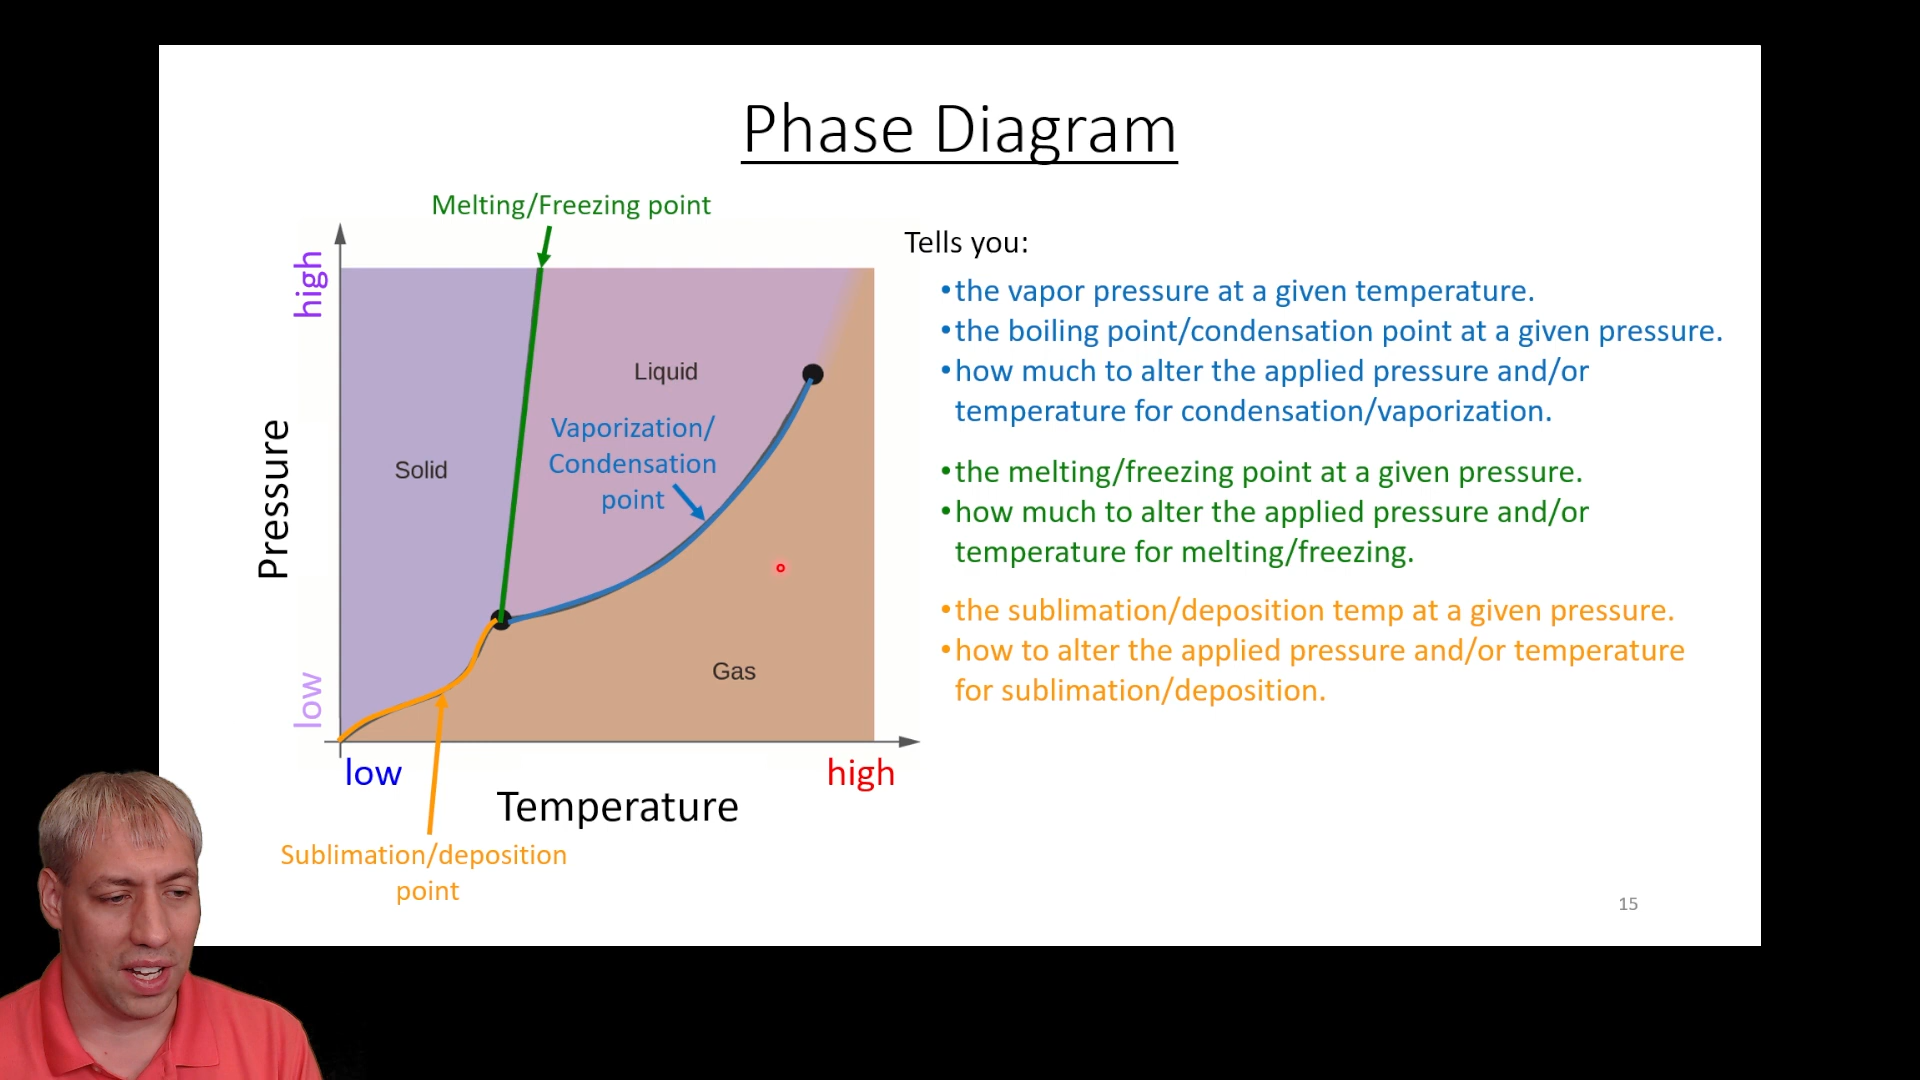 Phase Diagram
Melting/Freezing point
high
Pressure
low
Solid
Liquid
Vaporization/
Condensation
point
Gas
low
high
Temperature
Sublimation/deposition
point
Tells you:
•the vapor pressure at a given temperature.
•the boiling point/condensation point at a given pressure.
•how much to alter the applied pressure and/or
temperature for condensation/vaporization.
•the melting/freezing point at a given pressure.
•how much to alter the applied pressure and/or
temperature for melting/freezing.
•the sublimation/deposition temp at a given pressure.
•how to alter the applied pressure and/or temperature
for sublimation/deposition.
15